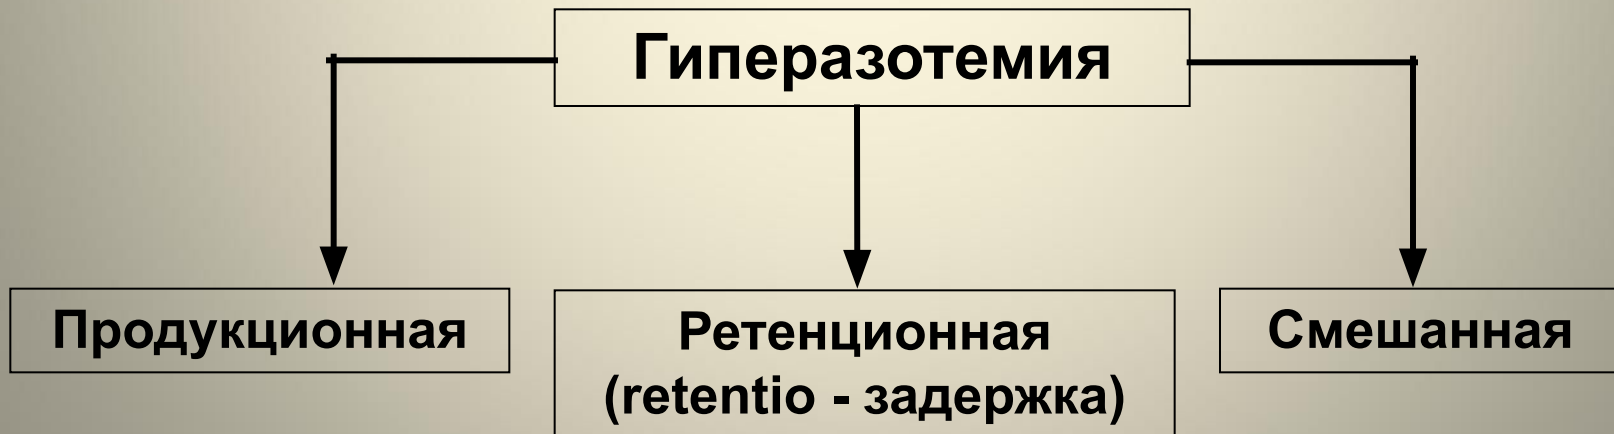 Гиперазотемия
Продукционная
Ретенционная
(retentio - задержка)
Смешанная